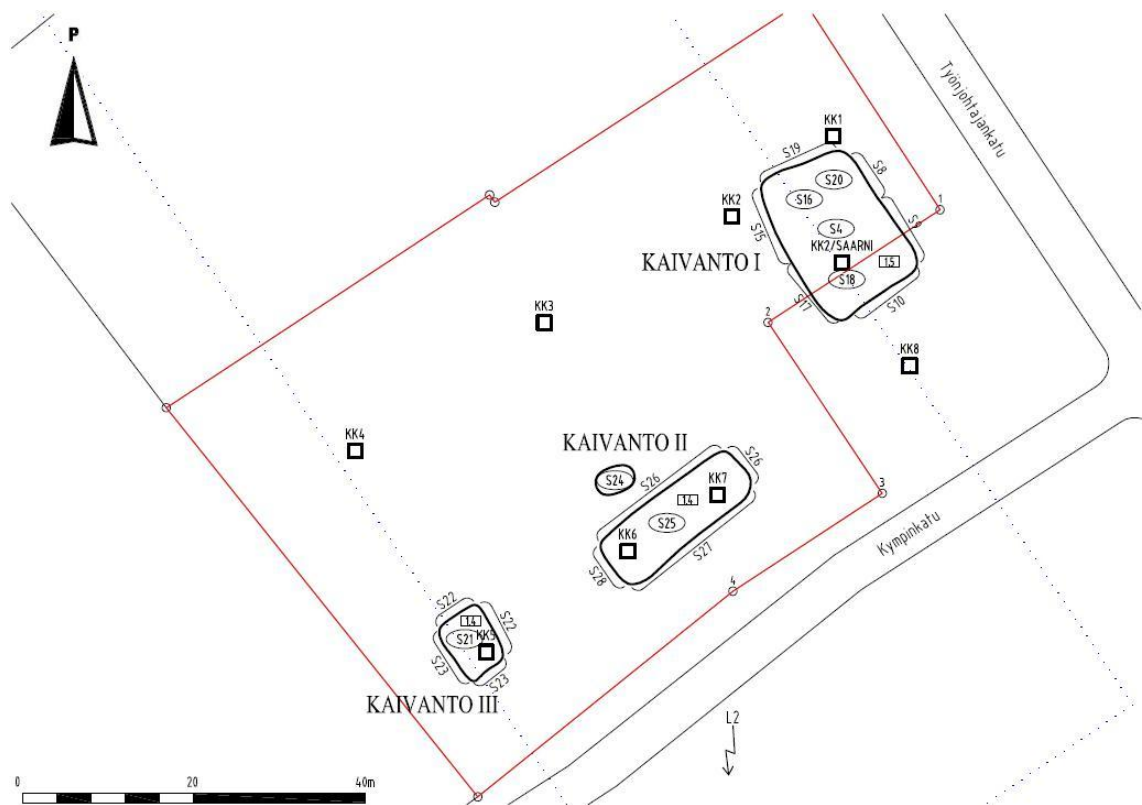 P
Työnjohtajankatu
KK1
S19
S8
S20
S16
KK2
1
S15
S4
S9
KK2/SAARNI
KAIVANTO I
1.5
S18
S17
S10
KK3
2
KK8
KAIVANTO II
KK4
S26
S26
S24
1.4
KK7
3
S25
KK6
S27
Kympinkatu
S28
4
S22
1.4
S22
S21
KK5
S23
S23
KAIVANTO III
L2
0
20
40m